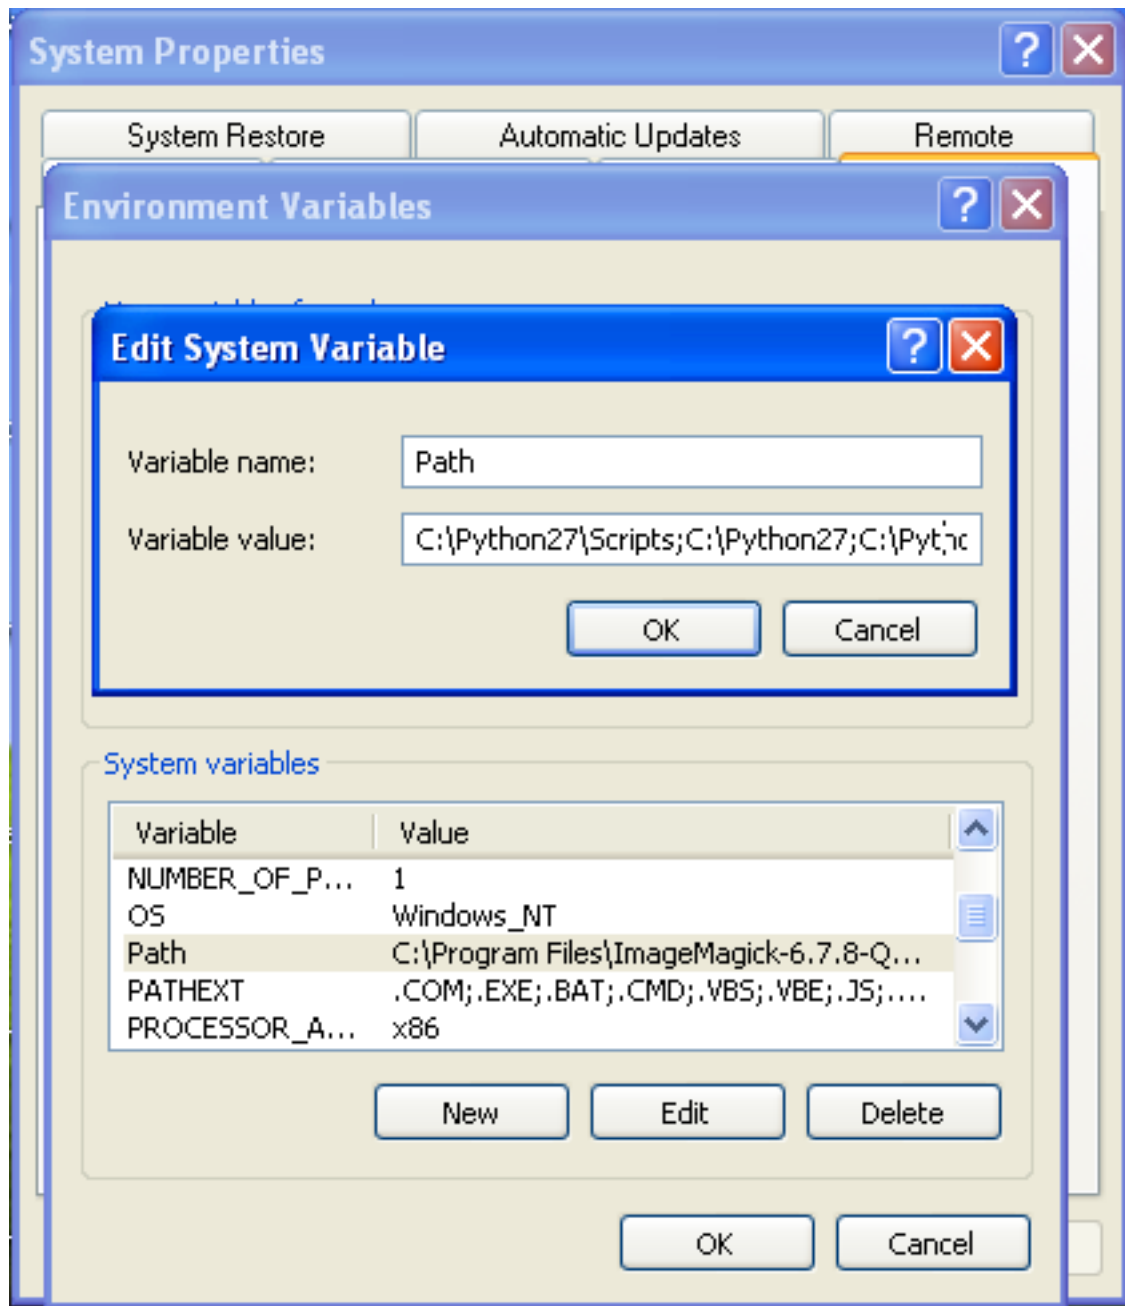 System Properties
System Restore Automatic Updates Remote
Environment Variables
Edit System Variable
Variable name: Path
Variable value: C:\Python27\Scripts;C:\Python27;C:\Pytho
OK Cancel
System variables
Variable Value
NUMBER_OF_P... 1
OS Windows_NT
Path C:\Program Files\ImageMagick-6.7.8-Q...
PATHEXT .COM;.EXE;.BAT;.CMD;.VBS;.VBE;.JS;....
PROCESSOR_A... x86
New Edit Delete
OK Cancel